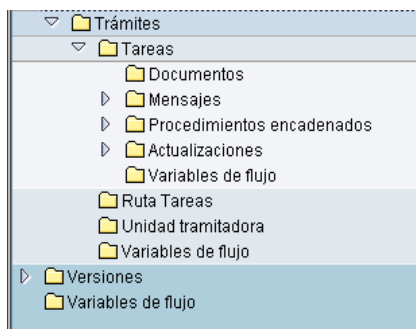 Trámites
Tareas
Documentos
Mensajes
Procedimientos encadenados
Actualizaciones
Variables de flujo
Ruta Tareas
Unidad tramitadora
Variables de flujo
Versiones
Variables de flujo